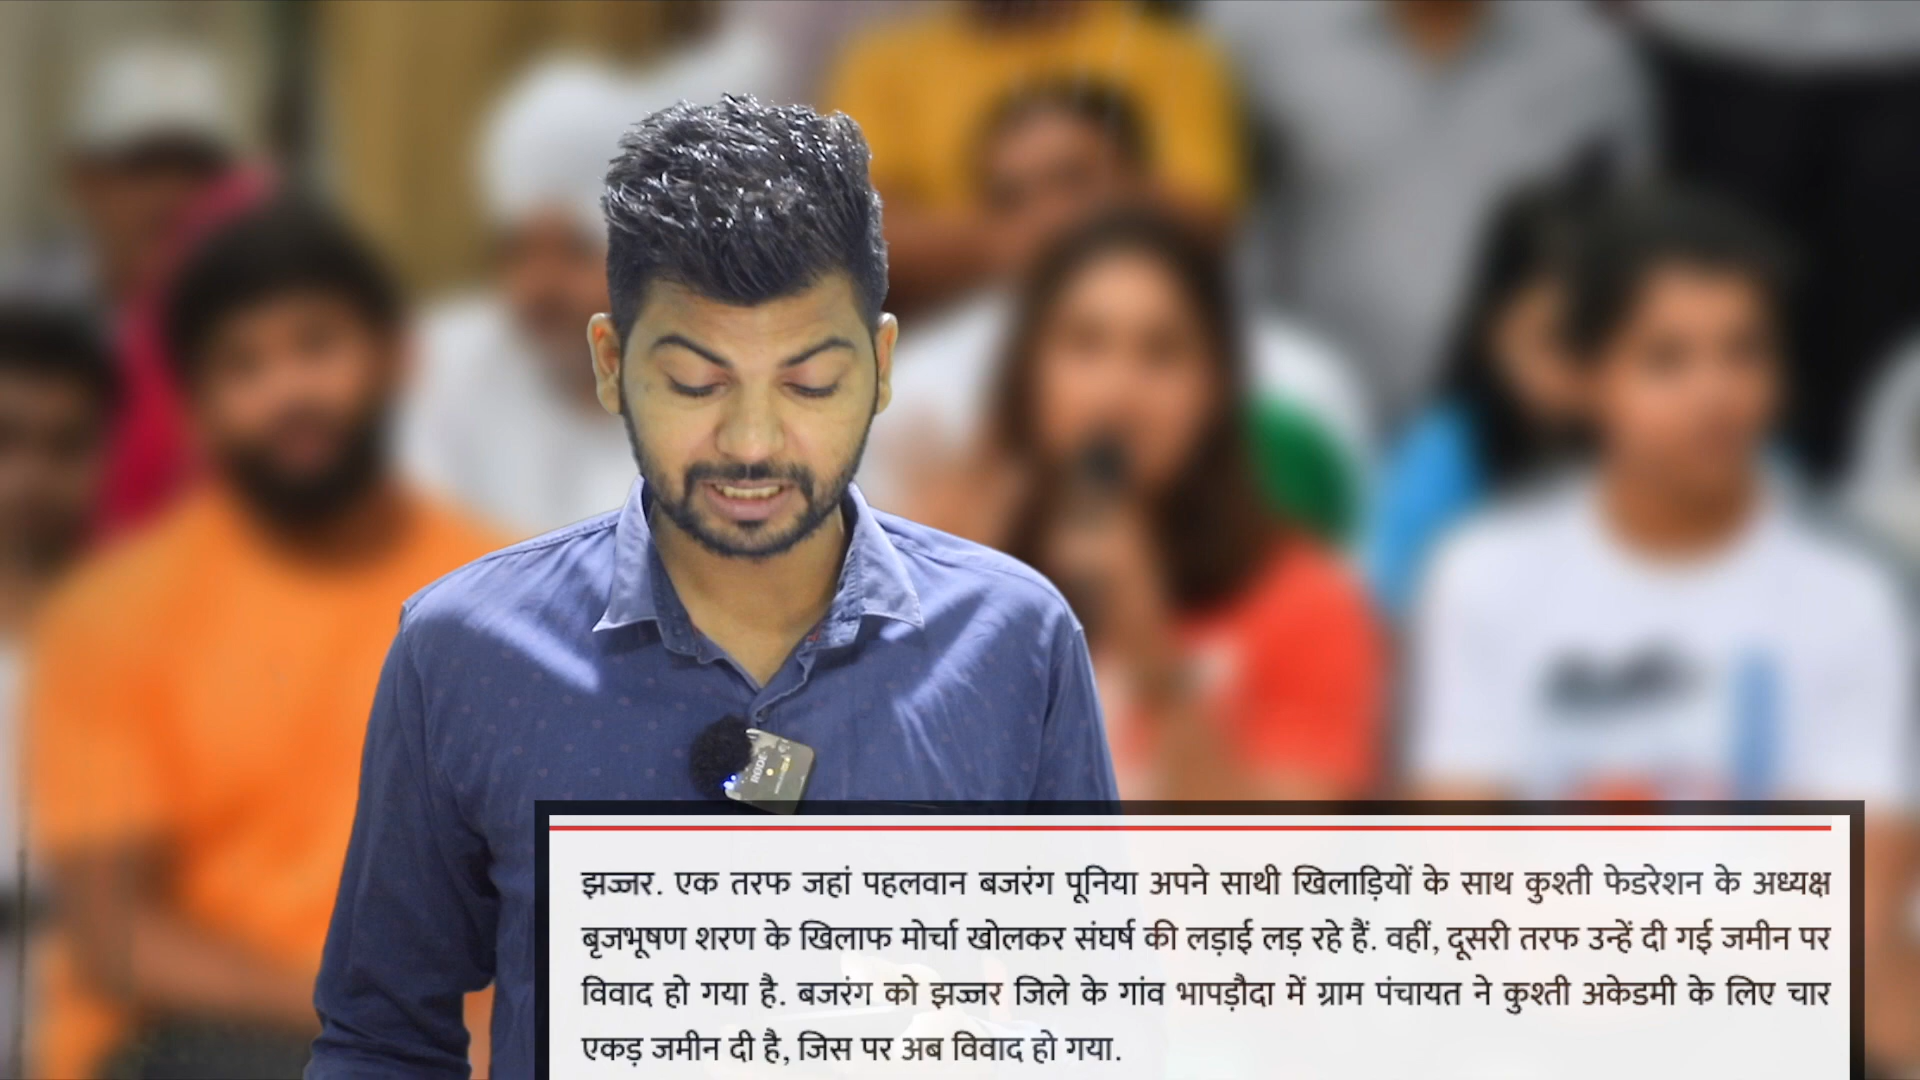 RODE
झज्जर. एक तरफ जहां पहलवान बजरंग पूनिया अपने साथी खिलाड़ियों के साथ कुश्ती फेडरेशन के अध्यक्ष
बृजभूषण शरण के खिलाफ मोर्चा खोलकर संघर्ष की लड़ाई लड़ रहे हैं. वहीं, दूसरी तरफ उन्हें दी गई जमीन पर
विवाद हो गया है. बजरंग को झज्जर जिले के गांव भापड़ौदा में ग्राम पंचायत ने कुश्ती अकेडमी के लिए चार
एकड़ जमीन दी है, जिस पर अब विवाद हो गया.